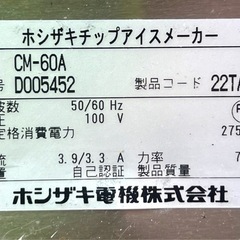 ホシザキチップアイスメーカー
CM-60A
号 D005452 製品コード 22TA
波数 50/60 Hz
圧 100 V
定格消費電力
275
流 3.9/3.3 A 力率 7
自己認証 製品質量
ホシザキ電機株式会社